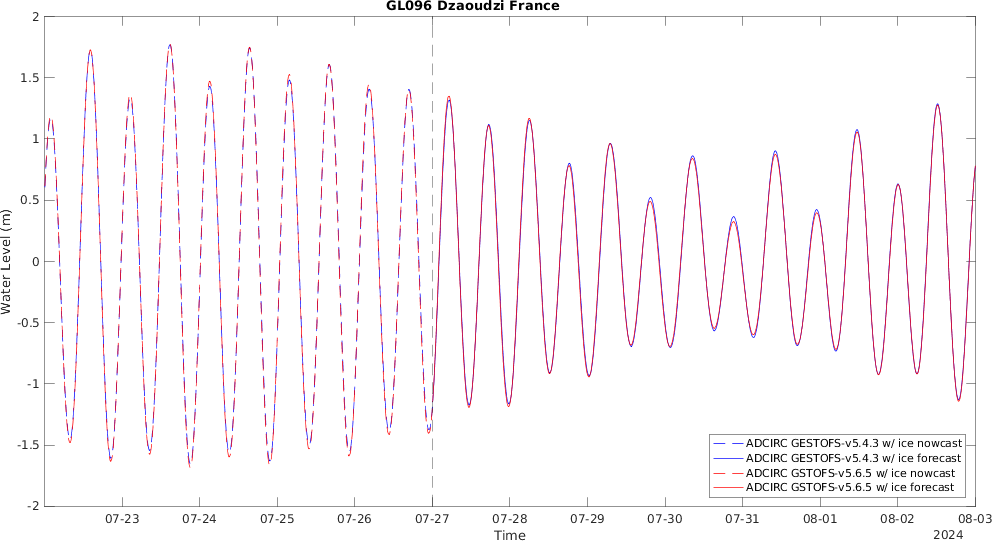 GL096 Dzaoudzi France
2
1.5
1
0.5
0
-0.5
-1
-1.5
-2
Water Level (m)
ADCIRC GESTOFS-v5.4.3 w/ ice nowcast
ADCIRC GESTOFS-v5.4.3 w/ ice forecast
ADCIRC GSTOFS-v5.6.5 w/ ice nowcast
ADCIRC GSTOFS-v5.6.5 w/ ice forecast
07-23 07-24 07-25 07-26 07-27 07-28 07-29 07-30 07-31 08-01 08-02 08-03
Time
2024